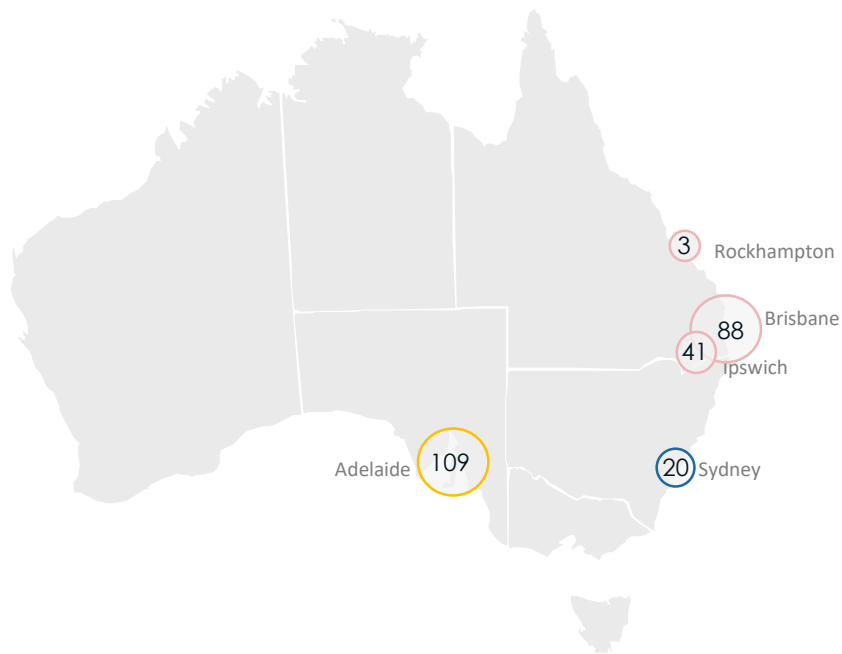 3
Rockhampton
88
Brisbane
41
Ipswich
Adelaide
109
20
Sydney